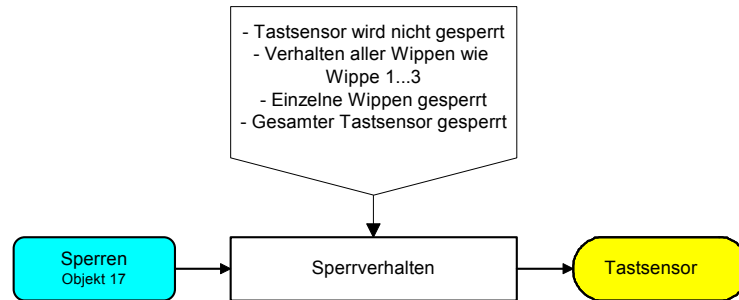 - Tastsensor wird nicht gesperrt
- Verhalten aller Wippen wie
Wippe 1...3
- Einzelne Wippen gesperrt
- Gesamter Tastsensor gesperrt
Sperren
Objekt 17
Sperrverhalten
Tastsensor